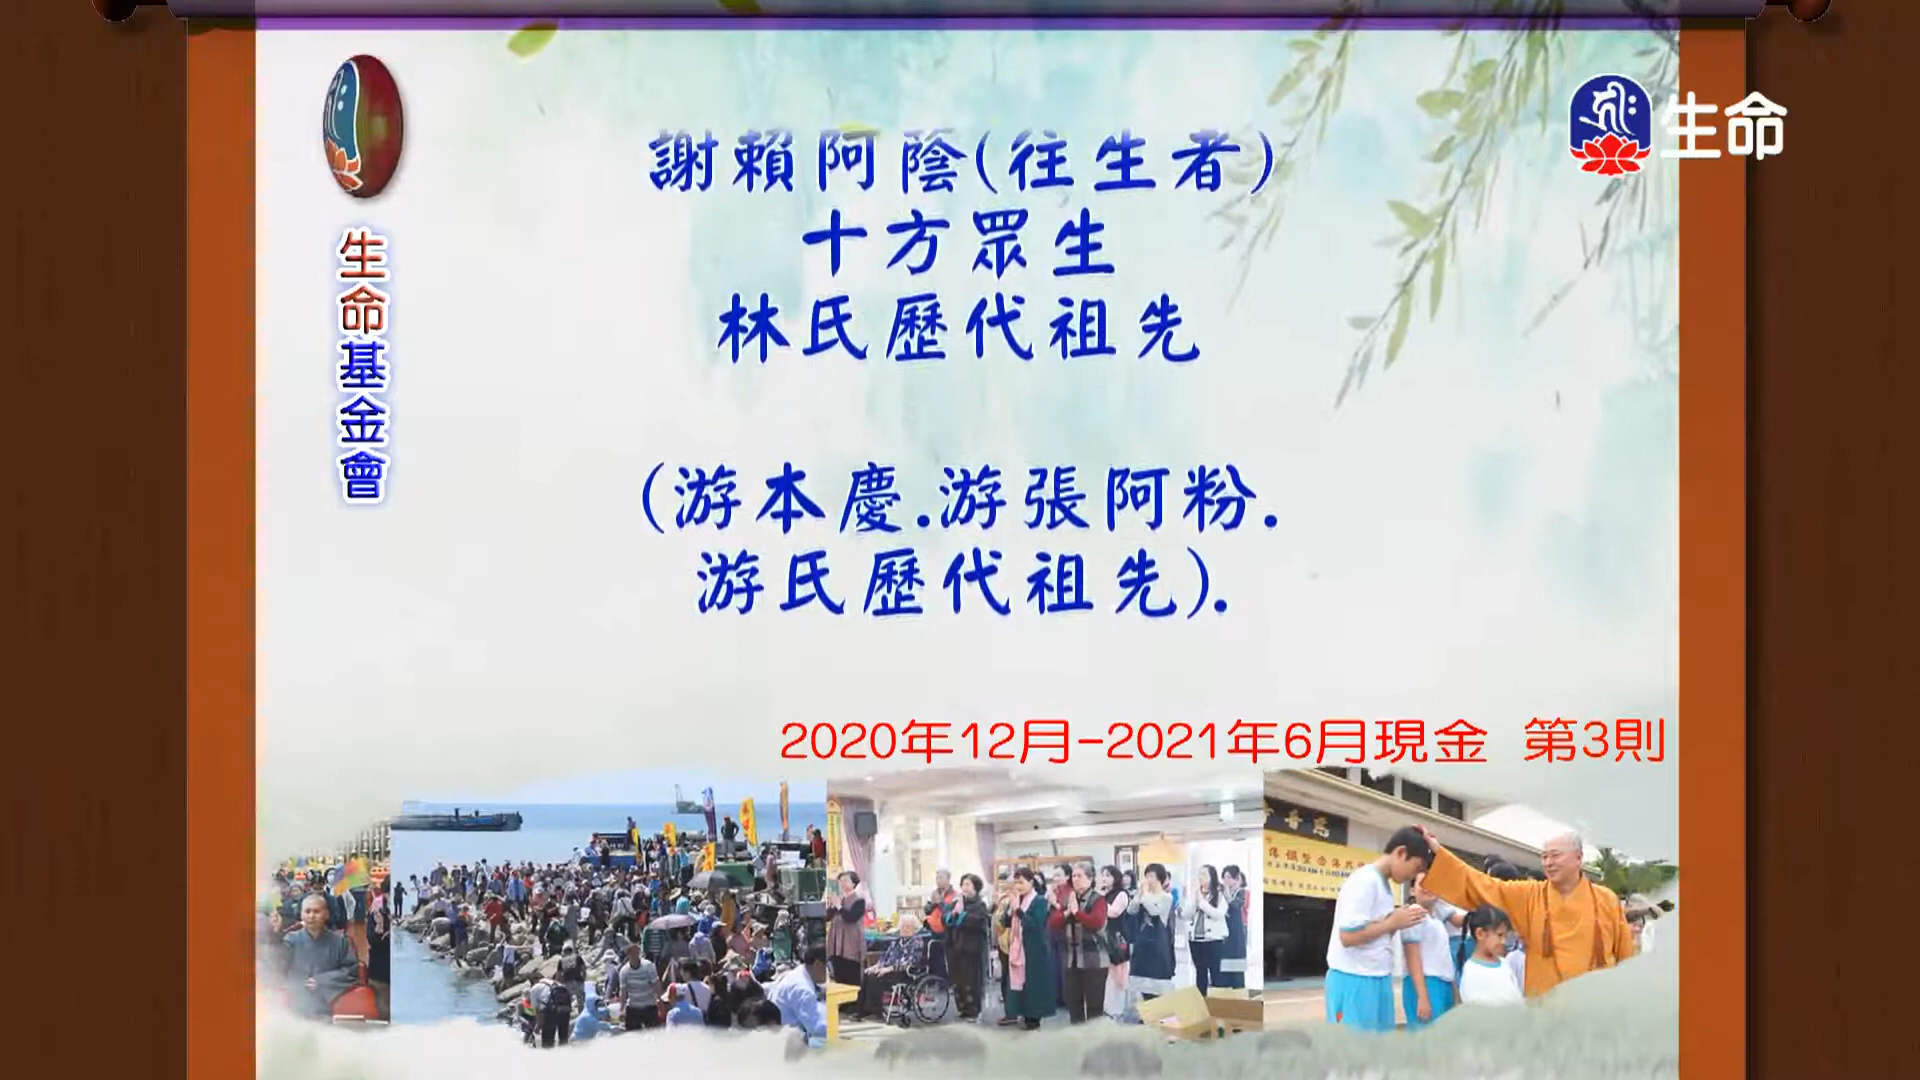 生命
謝賴阿陰(往生者)
十方眾生
林氏歷代祖先
(游本慶.游張阿粉.
游氏歷代祖先).
生命基金會
2020年12月-2021年6月現金 第3則